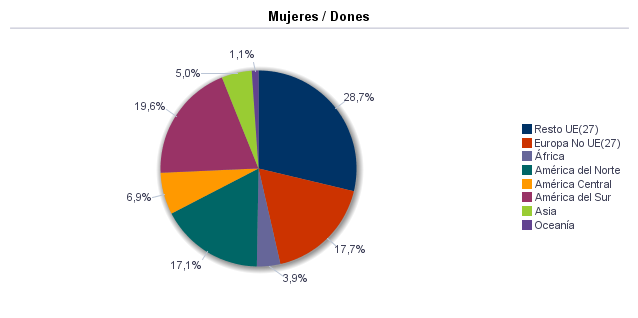 Mujeres / Dones
1,1%
5,0%
28,7%
19,6%
6,9%
17,1%
3,9%
17,7%
Resto UE(27)
Europa No UE(27)
África
América del Norte
América Central
América del Sur
Asia
Oceanía